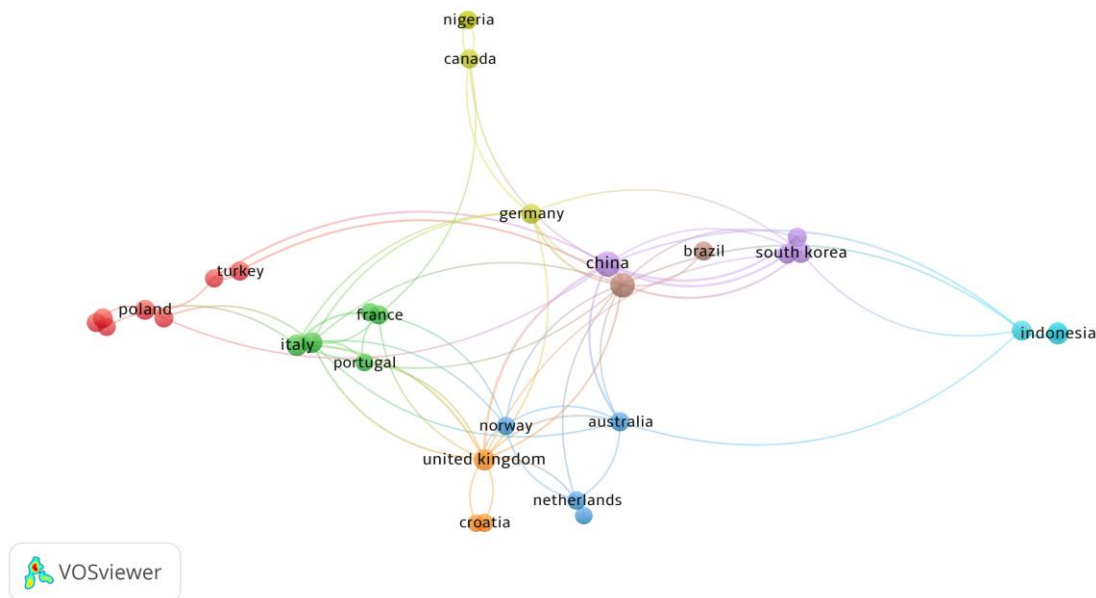 nigeria
canada
germany
china
brazil
south korea
turkey
poland
france
italy
portugal
indonesia
norway
australia
united kingdom
netherlands
croatia
VOSviewer